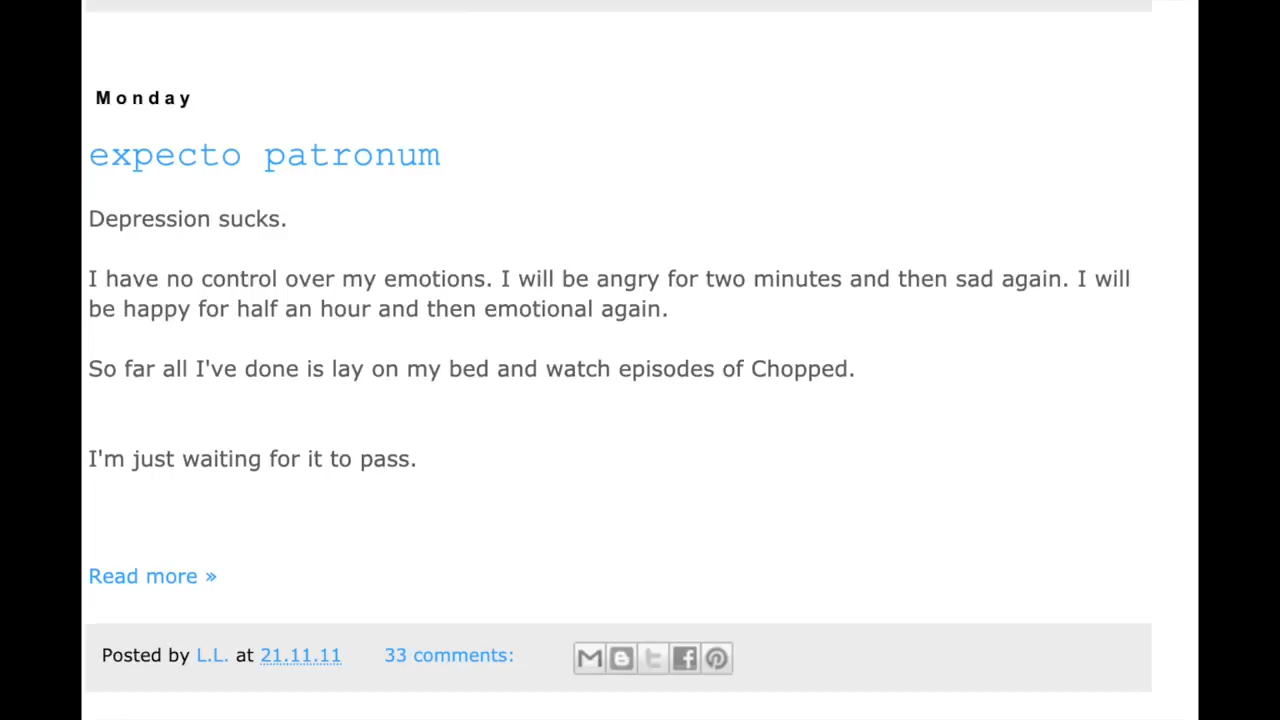 Monday
expecto patronum
Depression sucks.
I have no control over my emotions. I will be angry for two minutes and then sad again. I will
be happy for half an hour and then emotional again.
So far all I've done is lay on my bed and watch episodes of Chopped.
I'm just waiting for it to pass.
Read more »
Posted by L.L. at 21.11.11 33 comments: